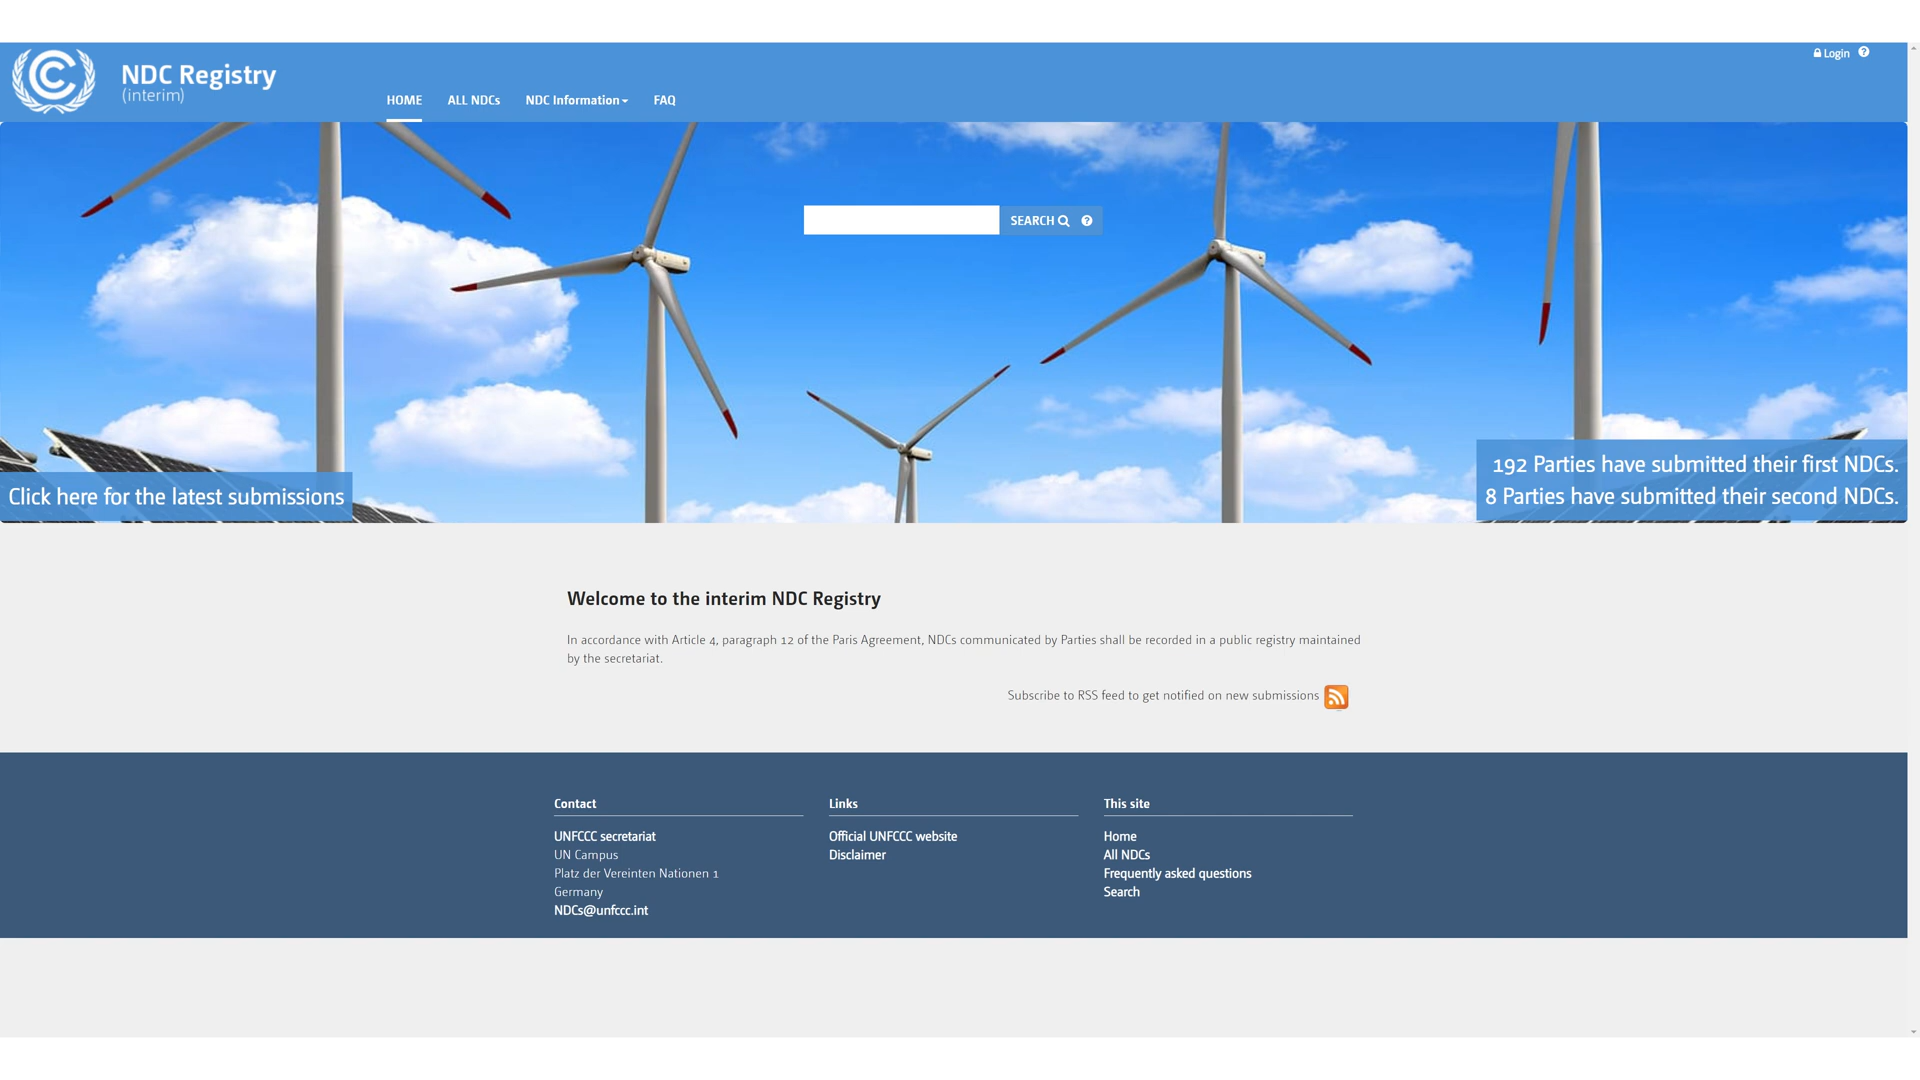 NDC Registry
(interim)
HOME
ALL NDCs
NDC Information
FAQ
Login
SEARCH
Click here for the latest submissions
192 Parties have submitted their first NDCs.
8 Parties have submitted their second NDCs.
Welcome to the interim NDC Registry
In accordance with Article 4, paragraph 12 of the Paris Agreement, NDCs communicated by Parties shall be recorded in a public registry maintained
by the secretariat.
Subscribe to RSS feed to get notified on new submissions
Contact
UNFCCC secretariat
UN Campus
Platz der Vereinten Nationen 1
Germany
NDCs@unfccc.int
Links
Official UNFCCC website
Disclaimer
This site
Home
All NDCs
Frequently asked questions
Search